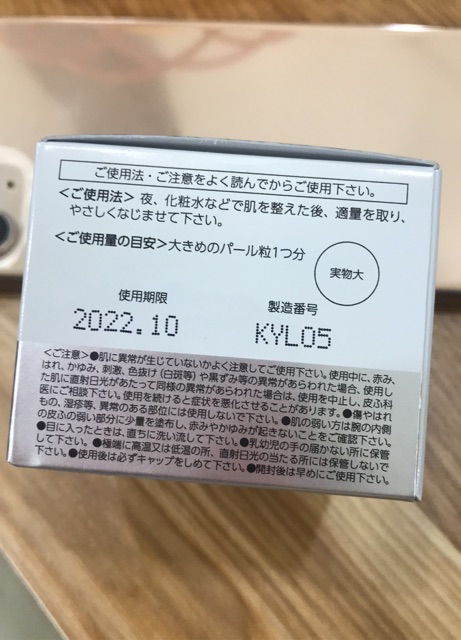 ご使用法・ご注意をよく読んでからご使用下さい。
<ご使用法> 夜、化粧水などで肌を整えた後、適量を取り、
やさしくなじませて下さい。
<ご使用量の目安>大きめのパール粒1つ分
実物大
使用期限
2022.10
製造番号
KYL05
<ご注意>●肌に異常が生じていないかよく注意してご使用下さい。使用中に、赤み、
はれ、かゆみ、刺激、色抜け(白斑等)や黒ずみ等の異常があらわれた場合、使用し
た肌に直射日光があたって同様の異常があらわれた場合は、使用を中止し、皮ふ科
医にご相談下さい。使用を続けると症状を悪化させることがあります。●傷やはれ
もの、湿疹等、異常のある部位には使用しないで下さい。●肌の弱い方は腕の内側
の皮ふの弱い部分に少量を塗布し、赤みやかゆみが起きないことをご確認下さい。
●目に入ったときは、直ちに洗い流して下さい。●乳幼児の手の届かない所に保管
して下さい。●極端に高温又は低温の所、直射日光の当たる所には保管しないで
下さい。●使用後は必ずキャップをしめて下さい。●開封後は早めにご使用下さい。